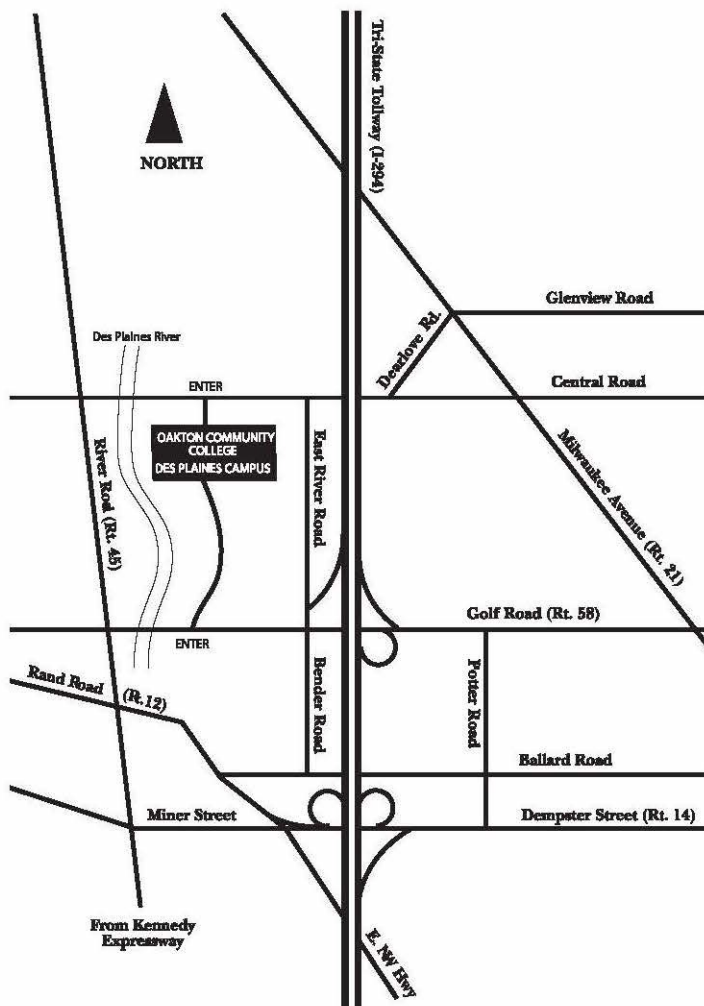 Tri-State Tollway (I-294)
NORTH
Glenview Road
Dearlove Rd.
Des Plaines River
ENTER
Central Road
OAKTON COMMUNITY
COLLEGE
DES PLAINES CAMPUS
East River Road
River Rod (Rt. 45)
Milwaukee Avenue (Rt. 21)
Golf Road (Rt. 58)
ENTER
Rand Road (Rt. 12)
Bender Road
Potter Road
Ballard Road
Miner Street
Dempster Street (Rt. 14)
From Kennedy
Expressway
E. NW Hwy